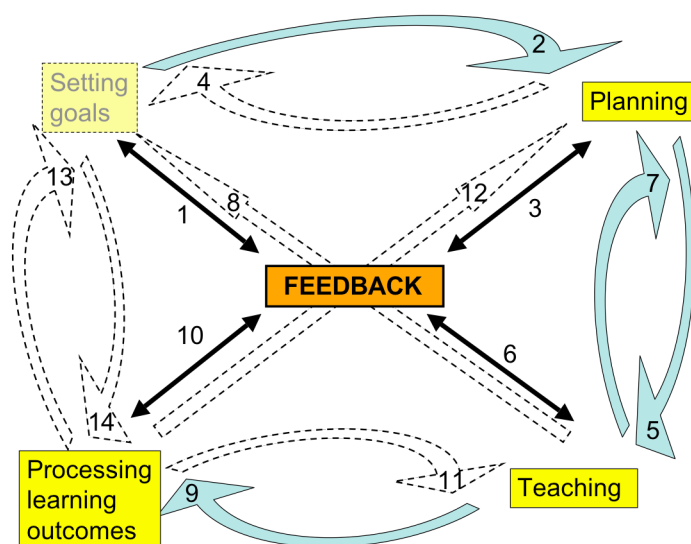 2
4
Setting
goals
Planning
13
8
12
7
1
3
FEEDBACK
10
6
14
5
Processing
learning
outcomes
9
11
Teaching